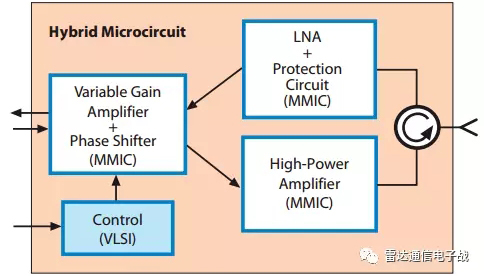 Hybrid Microcircuit
LNA
+
Protection
Circuit
(MMIC)
Variable Gain
Amplifier
+
Phase Shifter
(MMIC)
High-Power
Amplifier
(MMIC)
Control
(VLSI)
雷达通信电子战